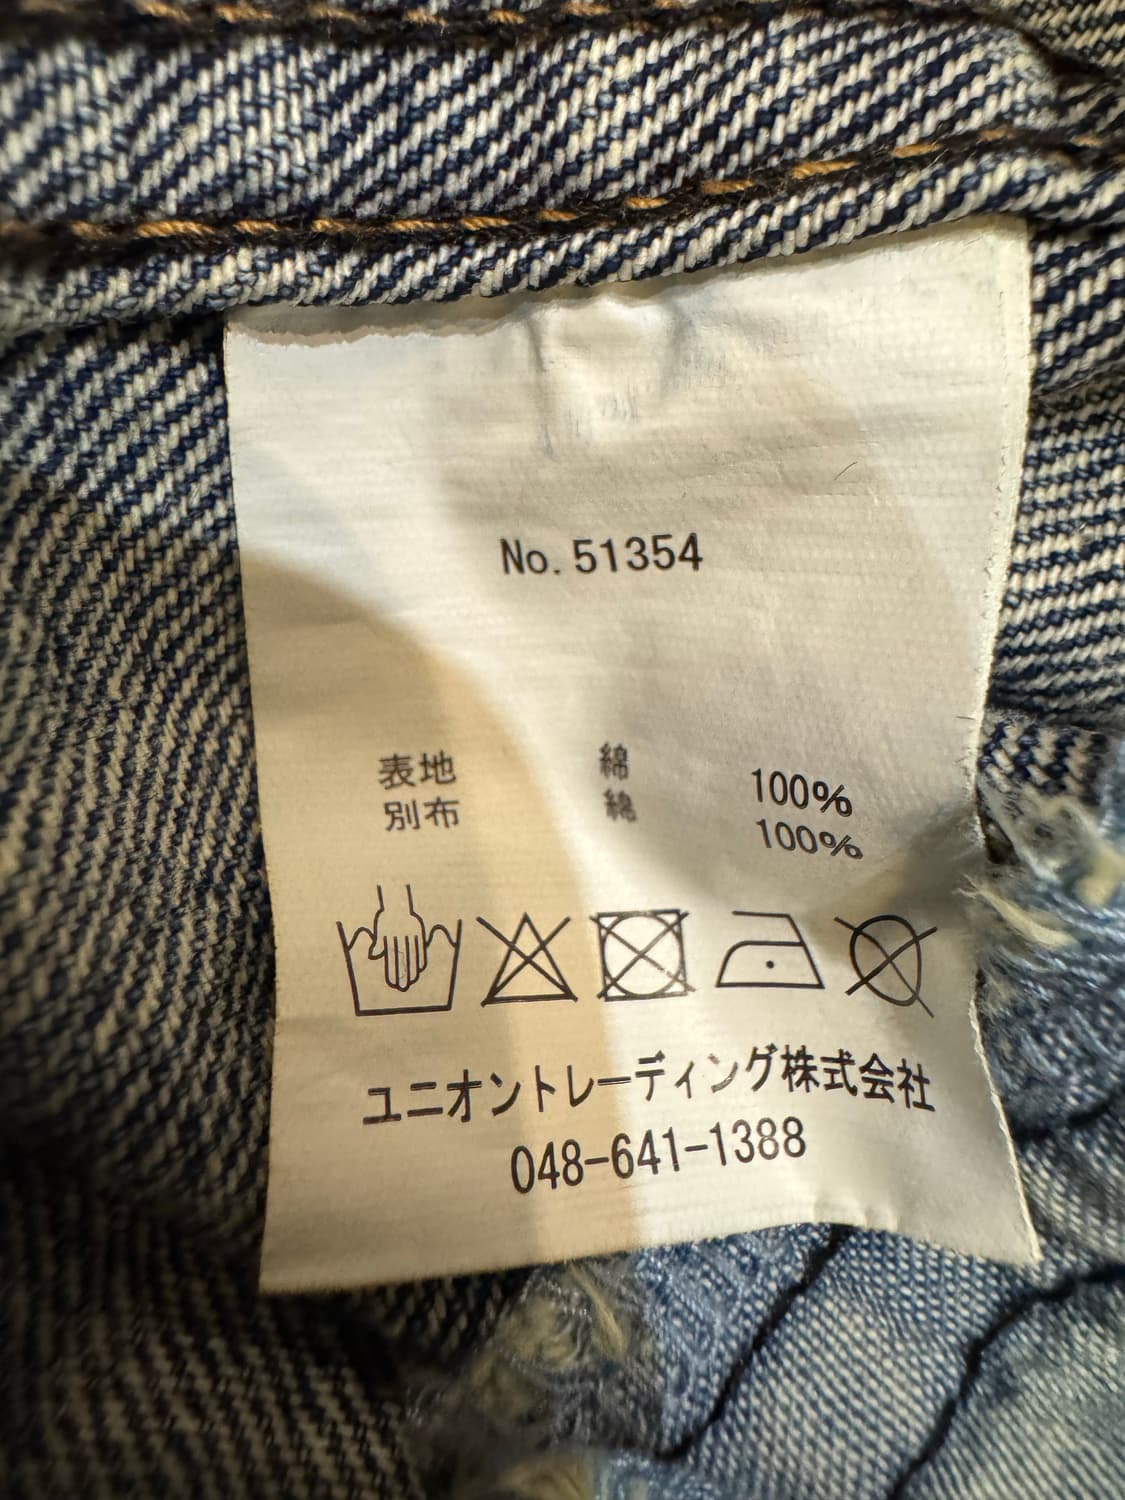 No. 51354
表地 綿 100%
別布 綿 100%
ユニオントレーディング株式会社
048-641-1388